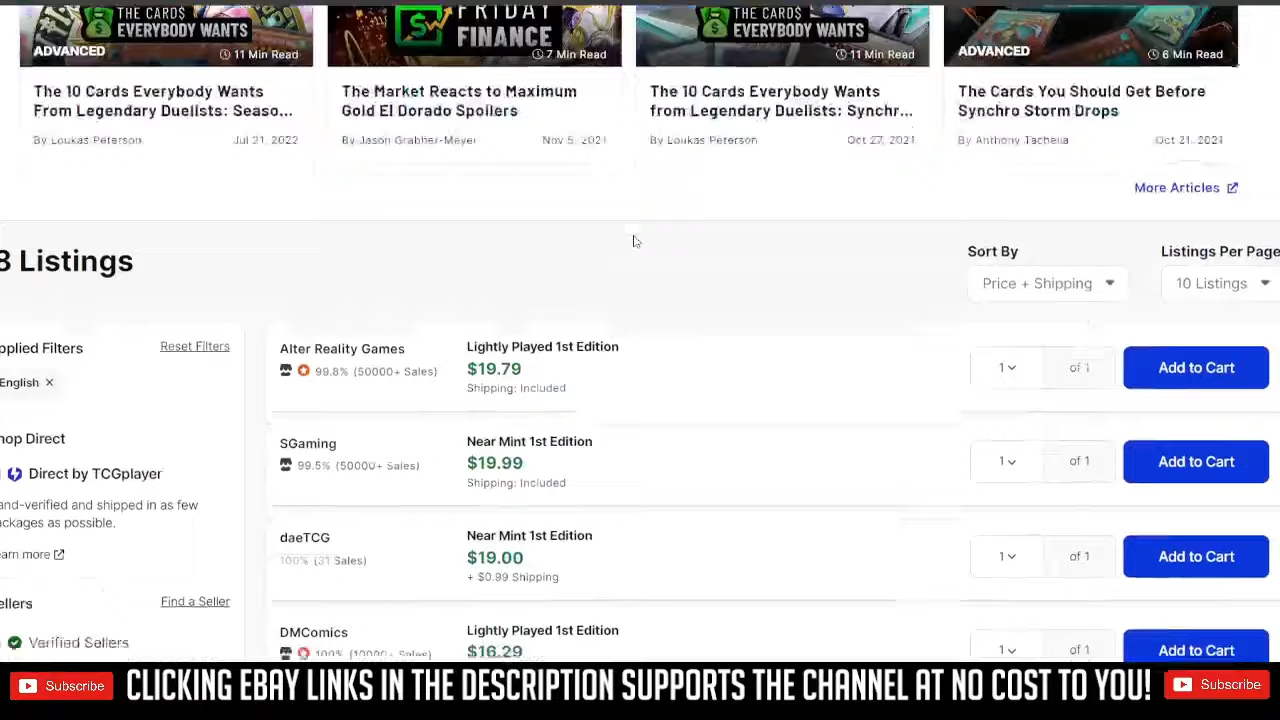 THE CARDS
EVERYBODY WANTS
ADVANCED
11 Min Read
FRIDAY
FINANCE
7 Min Read
THE CARDS
EVERYBODY WANTS
11 Min Read
ADVANCED
6 Min Read
The 10 Cards Everybody Wants
From Legendary Duelists: Seaso...
By Loukas Peterson
Jul 21, 2022
The Market Reacts to Maximum
Gold El Dorado Spoilers
By Jason Grabher-Meyer
Nov 5, 2021
The 10 Cards Everybody Wants
from Legendary Duelists: Synchr...
By Loukas Peterson
Oct 27, 2021
The Cards You Should Get Before
Synchro Storm Drops
By Anthony Tacheua
Oct 21, 2021
More Articles
8 Listings
Sort By
Price + Shipping
Listings Per Page
10 Listings
pplied Filters
Reset Filters
English ×
hop Direct
Direct by TCGplayer
and-verified and shipped in as few
ackages as possible.
earn more
ellers
Find a Seller
Verified Sellers
Alter Reality Games
99.8% (50000+ Sales)
Lightly Played 1st Edition
$19.79
Shipping: Included
1
of 1
Add to Cart
SGaming
99.5% (5000+ Sales)
Near Mint 1st Edition
$19.99
Shipping: Included
1
of 1
Add to Cart
daeTCG
100% (31 Sales)
Near Mint 1st Edition
$19.00
+ $0.99 Shipping
1
of 1
Add to Cart
DMComics
100% (10000+ Sales)
Lightly Played 1st Edition
$16.29
1
of 1
Add to Cart
Subscribe
CLICKING EBAY LINKS IN THE DESCRIPTION SUPPORTS THE CHANNEL AT NO COST TO YOU!
Subscribe